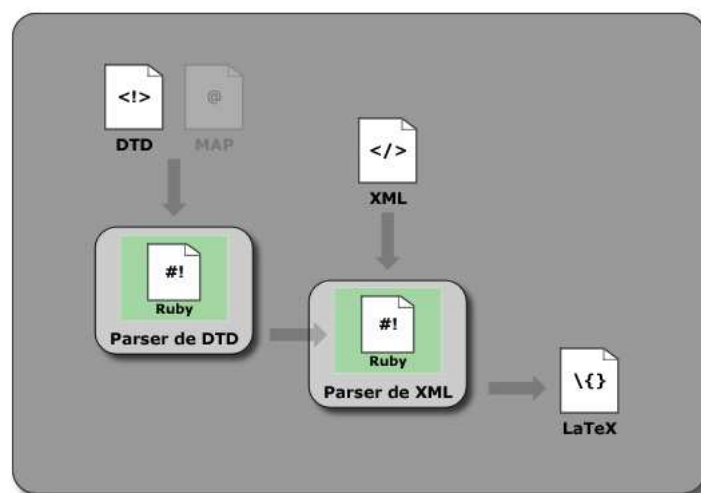 <!>
DTD
@
MAP
</>
XML
#!
Ruby
Parser de DTD
#!
Ruby
Parser de XML
\{}
LaTeX